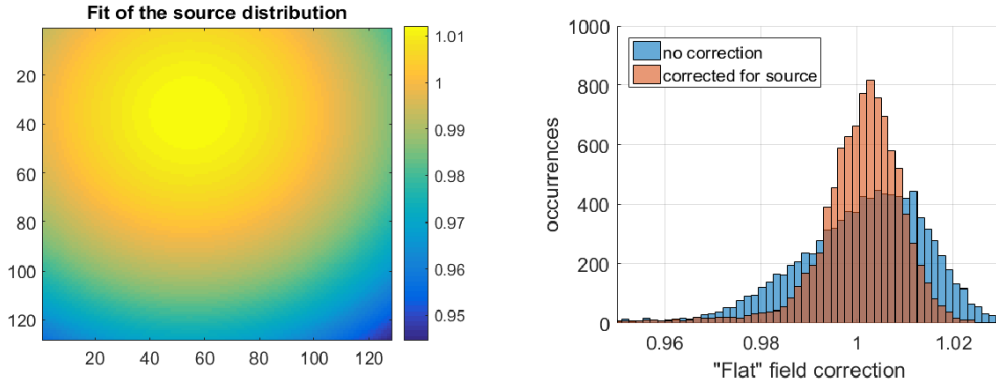 Fit of the source distribution
20
40
60
80
100
120
20 40 60 80 100 120
1.01
1
0.99
0.98
0.97
0.96
0.95
no correction
corrected for source
occurrences
1000
800
600
400
200
0
0.96 0.98 1 1.02
"Flat" field correction